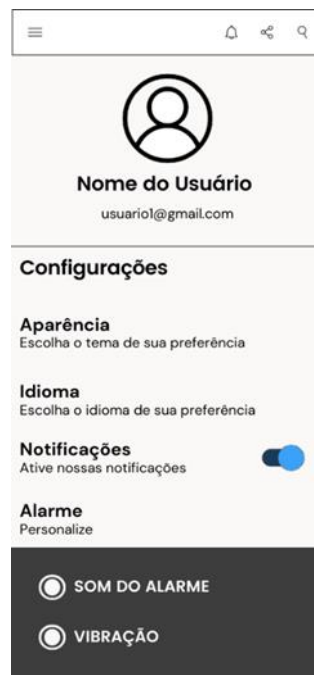 Nome do Usuário
usuario1@gmail.com
Configurações
Aparência
Escolha o tema de sua preferência
Idioma
Escolha o idioma de sua preferência
Notificações
Ative nossas notificações
Alarme
Personalize
SOM DO ALARME
VIBRAÇÃO